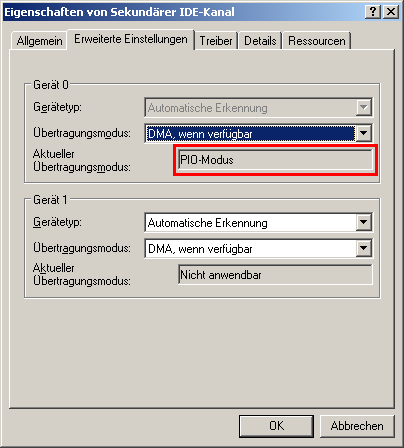 Eigenschaften von Sekundärer IDE-Kanal
Allgemein Erweiterte Einstellungen Treiber Details Ressourcen
Gerät 0
Gerätetyp: Automatische Erkennung
Übertragungsmodus: DMA, wenn verfügbar
Aktueller
Übertragungsmodus: PIO-Modus
Gerät 1
Gerätetyp: Automatische Erkennung
Übertragungsmodus: DMA, wenn verfügbar
Aktueller
Übertragungsmodus: Nicht anwendbar
OK Abbrechen